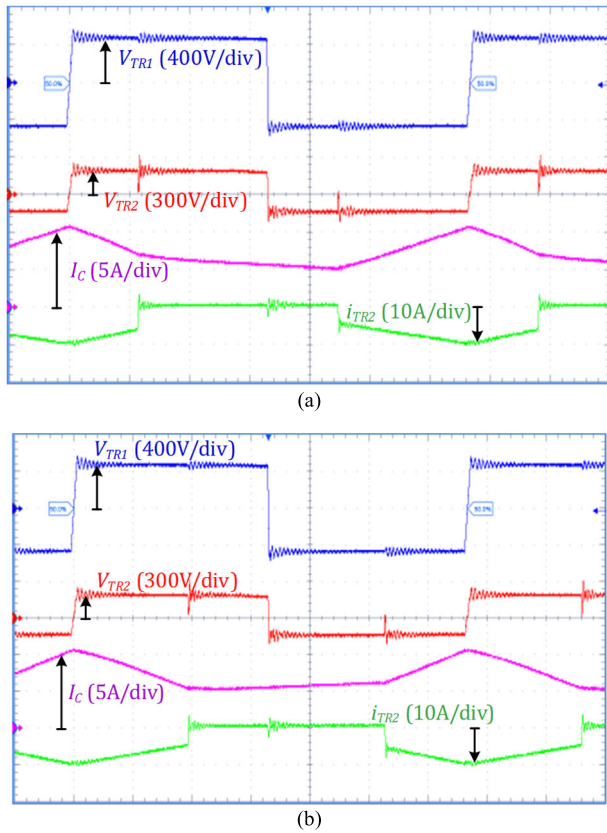 V_TR1 (400V/div)
50.0%
50.0%
V_TR2 (300V/div)
I_C (5A/div)
i_TR2 (10A/div)
(a)
V_TR1 (400V/div)
50.0%
50.0%
V_TR2 (300V/div)
I_C (5A/div)
i_TR2 (10A/div)
(b)